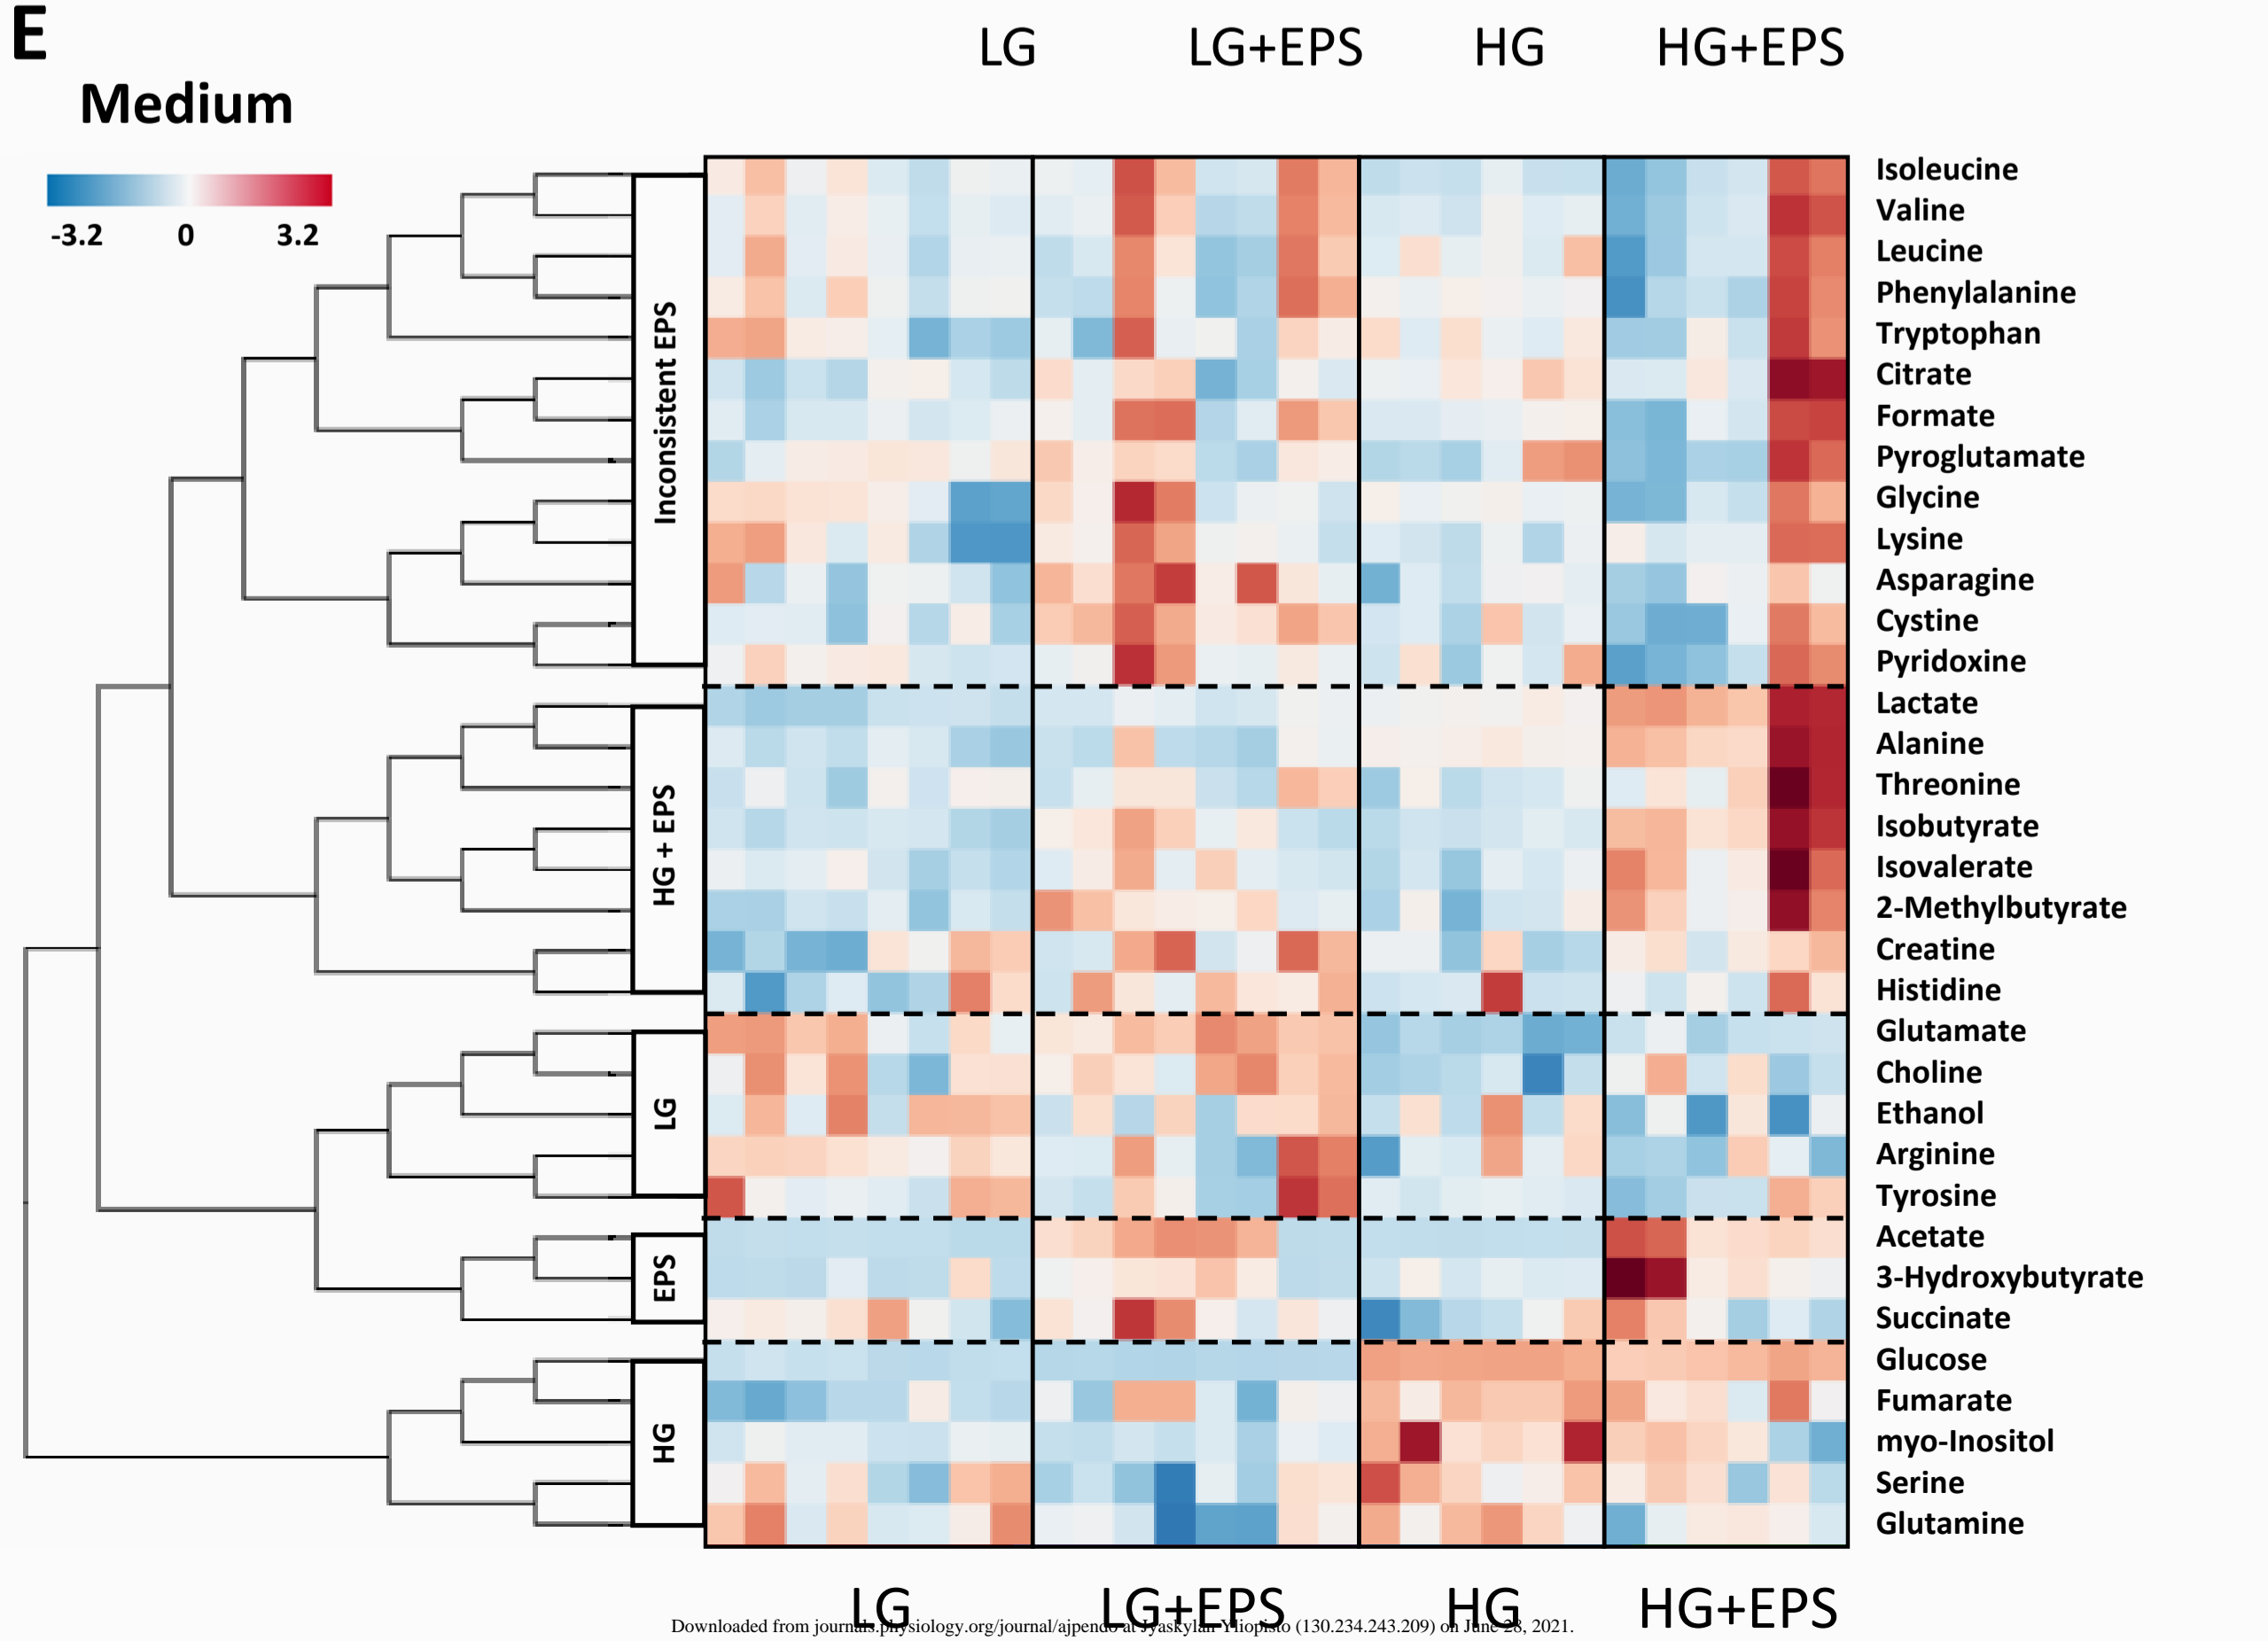 E
LG LG+EPS HG HG+EPS
Medium
-3.2 0 3.2
Inconsistent EPS
HG + EPS
LG
EPS
HG
Isoleucine
Valine
Leucine
Phenylalanine
Tryptophan
Citrate
Formate
Pyroglutamate
Glycine
Lysine
Asparagine
Cystine
Pyridoxine
Lactate
Alanine
Threonine
Isobutyrate
Isovalerate
2-Methylbutyrate
Creatine
Histidine
Glutamate
Choline
Ethanol
Arginine
Tyrosine
Acetate
3-Hydroxybutyrate
Succinate
Glucose
Fumarate
myo-Inositol
Serine
Glutamine
LG LG+EPS HG HG+EPS
Downloaded from journals.physiology.org/journal/ajpendo at Jyaskylan Yliopisto (130.234.243.209) on June 28, 2021.